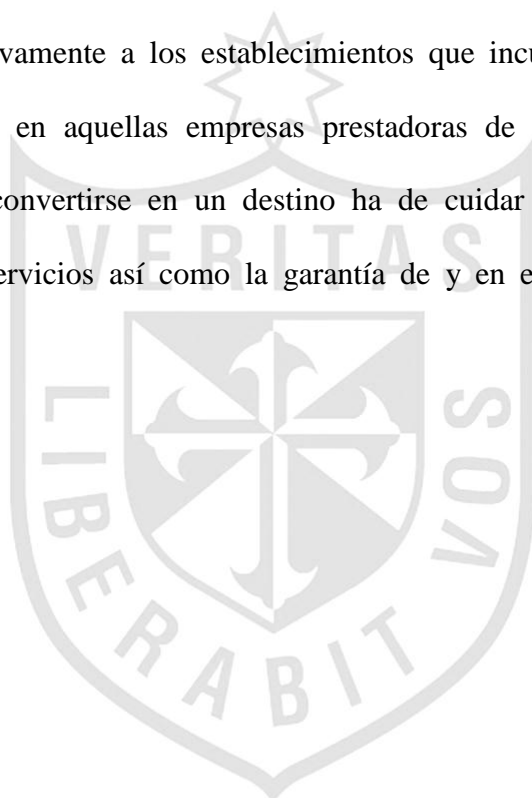 vamente a los establecimientos que incu
en aquellas empresas prestadoras de
convertirse en un destino ha de cuidar
ervicios así como la garantía de y en e
VERITAS
LIBERABIT
VOS